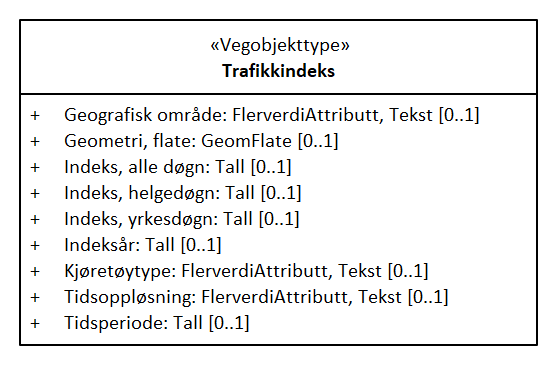 «Vegobjekttype»
Trafikkindeks
+ Geografisk område: FlerverdiAttributt, Tekst [0..1]
+ Geometri, flate: GeomFlate [0..1]
+ Indeks, alle døgn: Tall [0..1]
+ Indeks, helgedøgn: Tall [0..1]
+ Indeks, yrkesdøgn: Tall [0..1]
+ Indeksår: Tall [0..1]
+ Kjøretøytype: FlerverdiAttributt, Tekst [0..1]
+ Tidsoppløsning: FlerverdiAttributt, Tekst [0..1]
+ Tidsperiode: Tall [0..1]